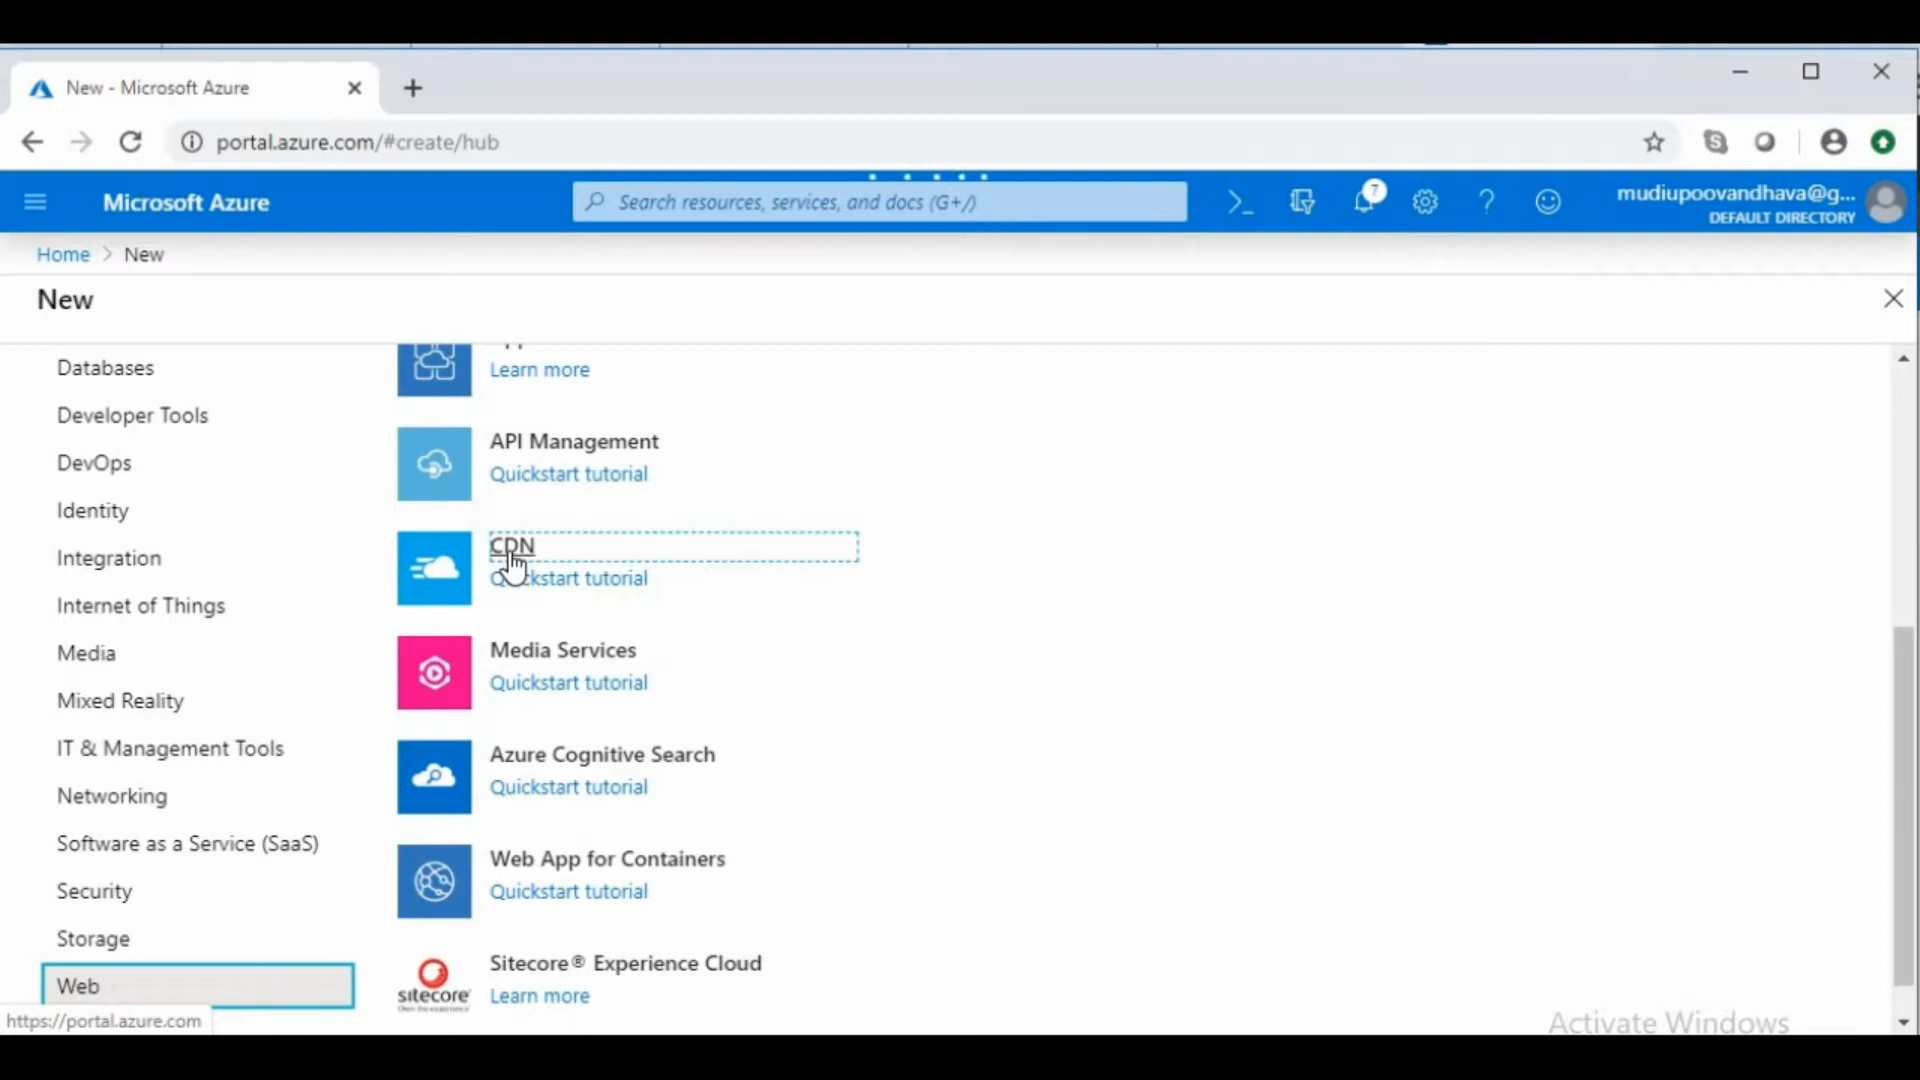 New - Microsoft Azure
portal.azure.com/#create/hub
Microsoft Azure
Search resources, services, and docs (G+/)
7
mudiupoovandhava@g...
DEFAULT DIRECTORY
Home > New
New
Databases
Developer Tools
DevOps
Identity
Integration
Internet of Things
Media
Mixed Reality
IT & Management Tools
Networking
Software as a Service (SaaS)
Security
Storage
Web
https://portal.azure.com
Learn more
API Management
Quickstart tutorial
CDN
Quickstart tutorial
Media Services
Quickstart tutorial
Azure Cognitive Search
Quickstart tutorial
Web App for Containers
Quickstart tutorial
sitecore
Sitecore® Experience Cloud
Learn more
Activate Windows